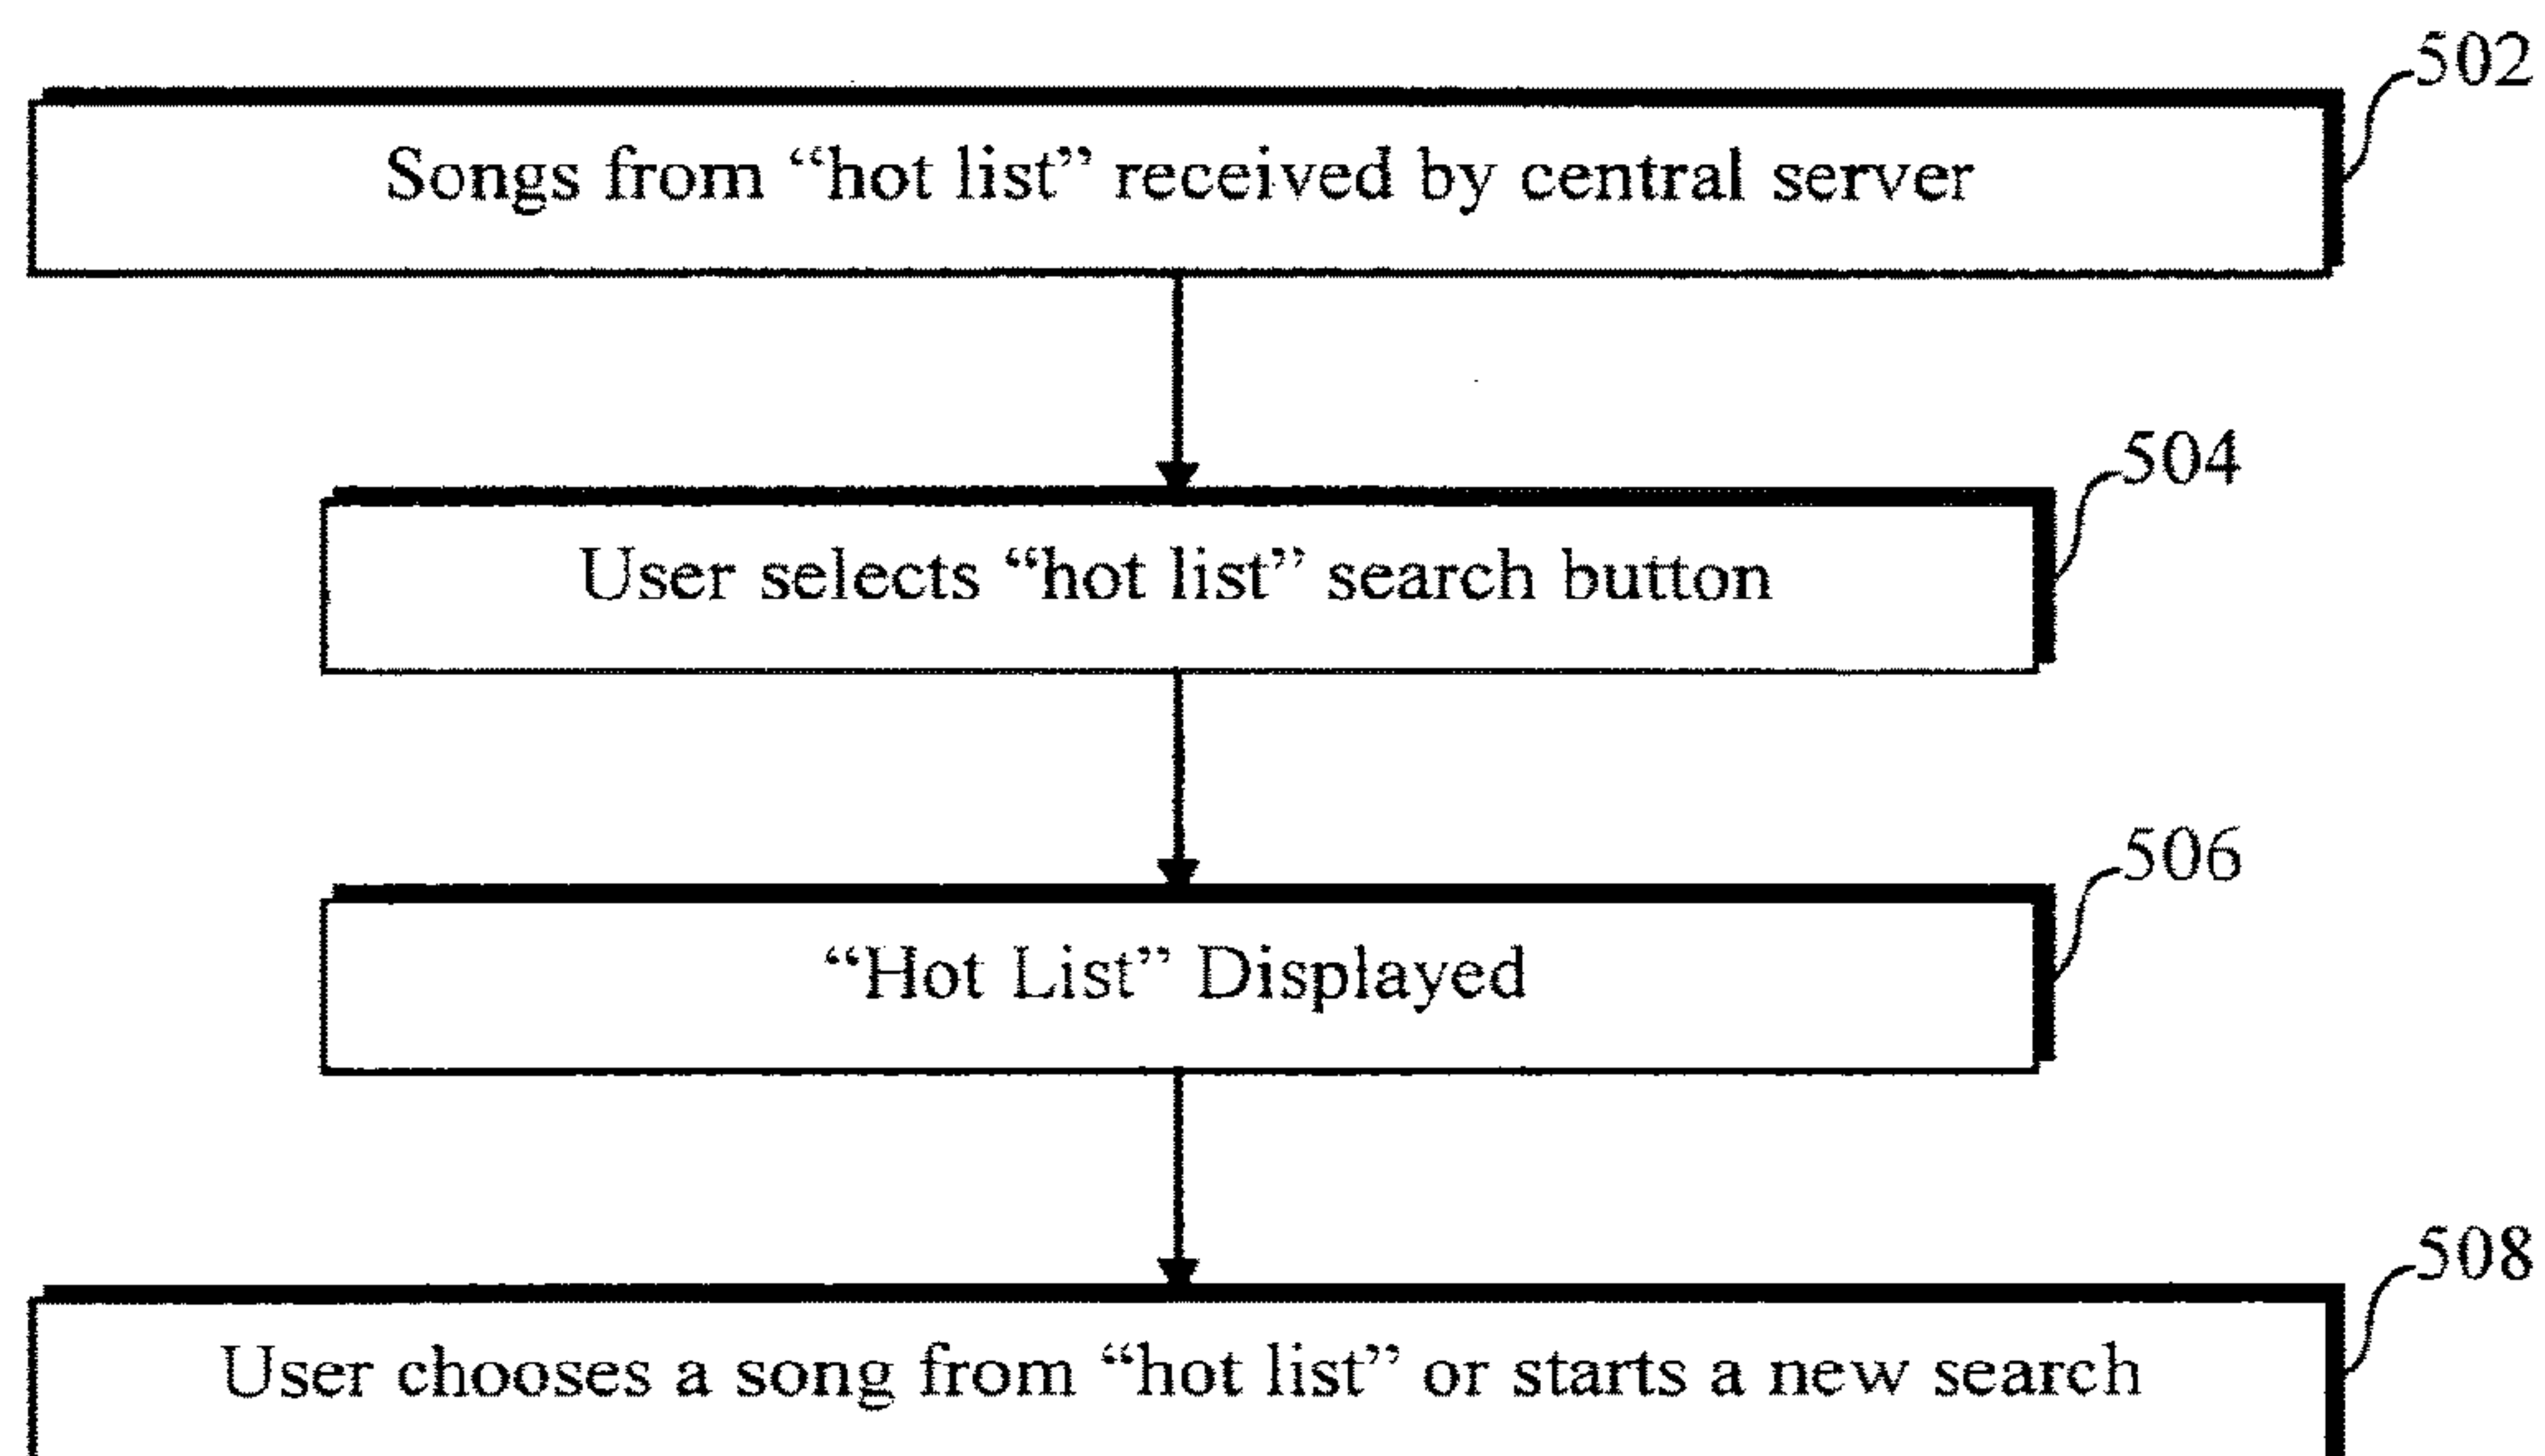 502
Songs from “hot list” received by central server
504
User selects “hot list” search button
506
“Hot List” Displayed
508
User chooses a song from “hot list” or starts a new search